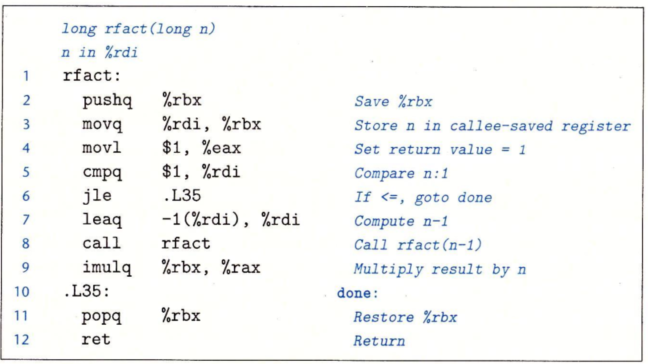 long rfact(long n)
n in %rdi
1 rfact:
2 pushq %rbx Save %rbx
3 movq %rdi, %rbx Store n in callee-saved register
4 movl $1, %eax Set return value = 1
5 cmpq $1, %rdi Compare n:1
6 jle .L35 If <=, goto done
7 leaq -1(%rdi), %rdi Compute n-1
8 call rfact Call rfact(n-1)
9 imulq %rbx, %rax Multiply result by n
10 .L35: done:
11 popq %rbx Restore %rbx
12 ret Return